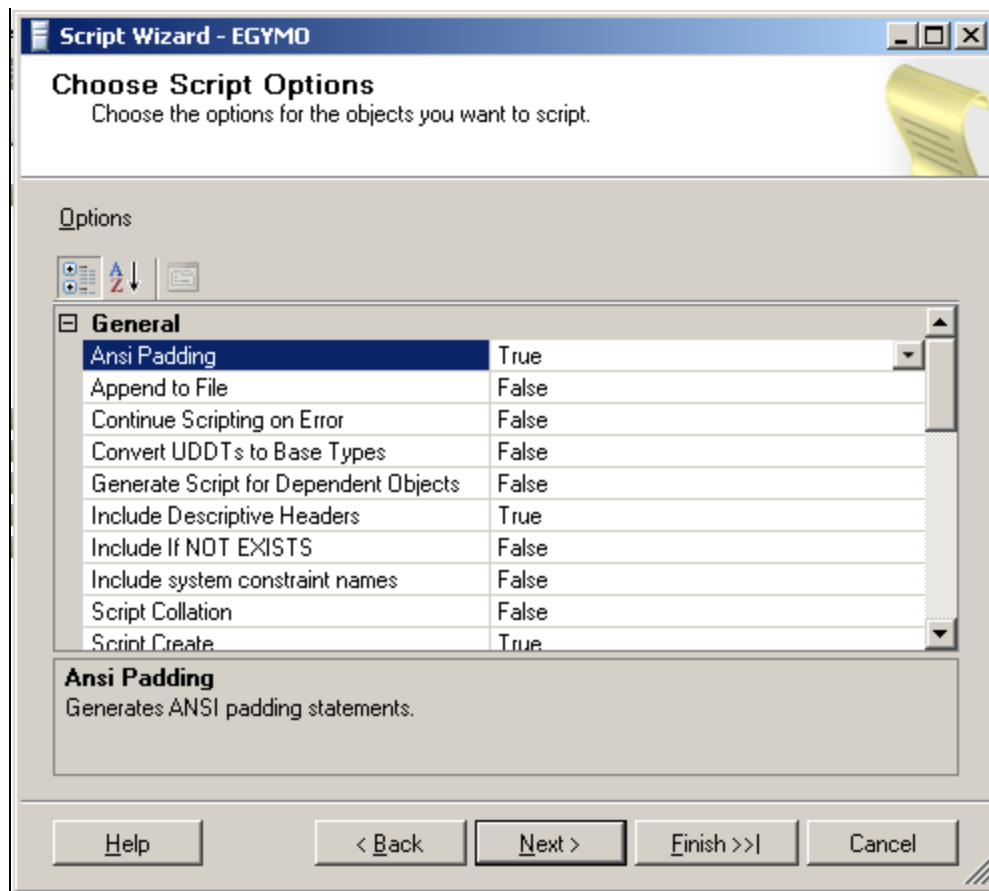 Script Wizard - EGYMO
Choose Script Options
Choose the options for the objects you want to script.
Options
General
Ansi Padding True
Append to File False
Continue Scripting on Error False
Convert UDDTs to Base Types False
Generate Script for Dependent Objects False
Include Descriptive Headers True
Include If NOT EXISTS False
Include system constraint names False
Script Collation False
Script Create True
Ansi Padding
Generates ANSI padding statements.
Help < Back Next > Finish >>| Cancel